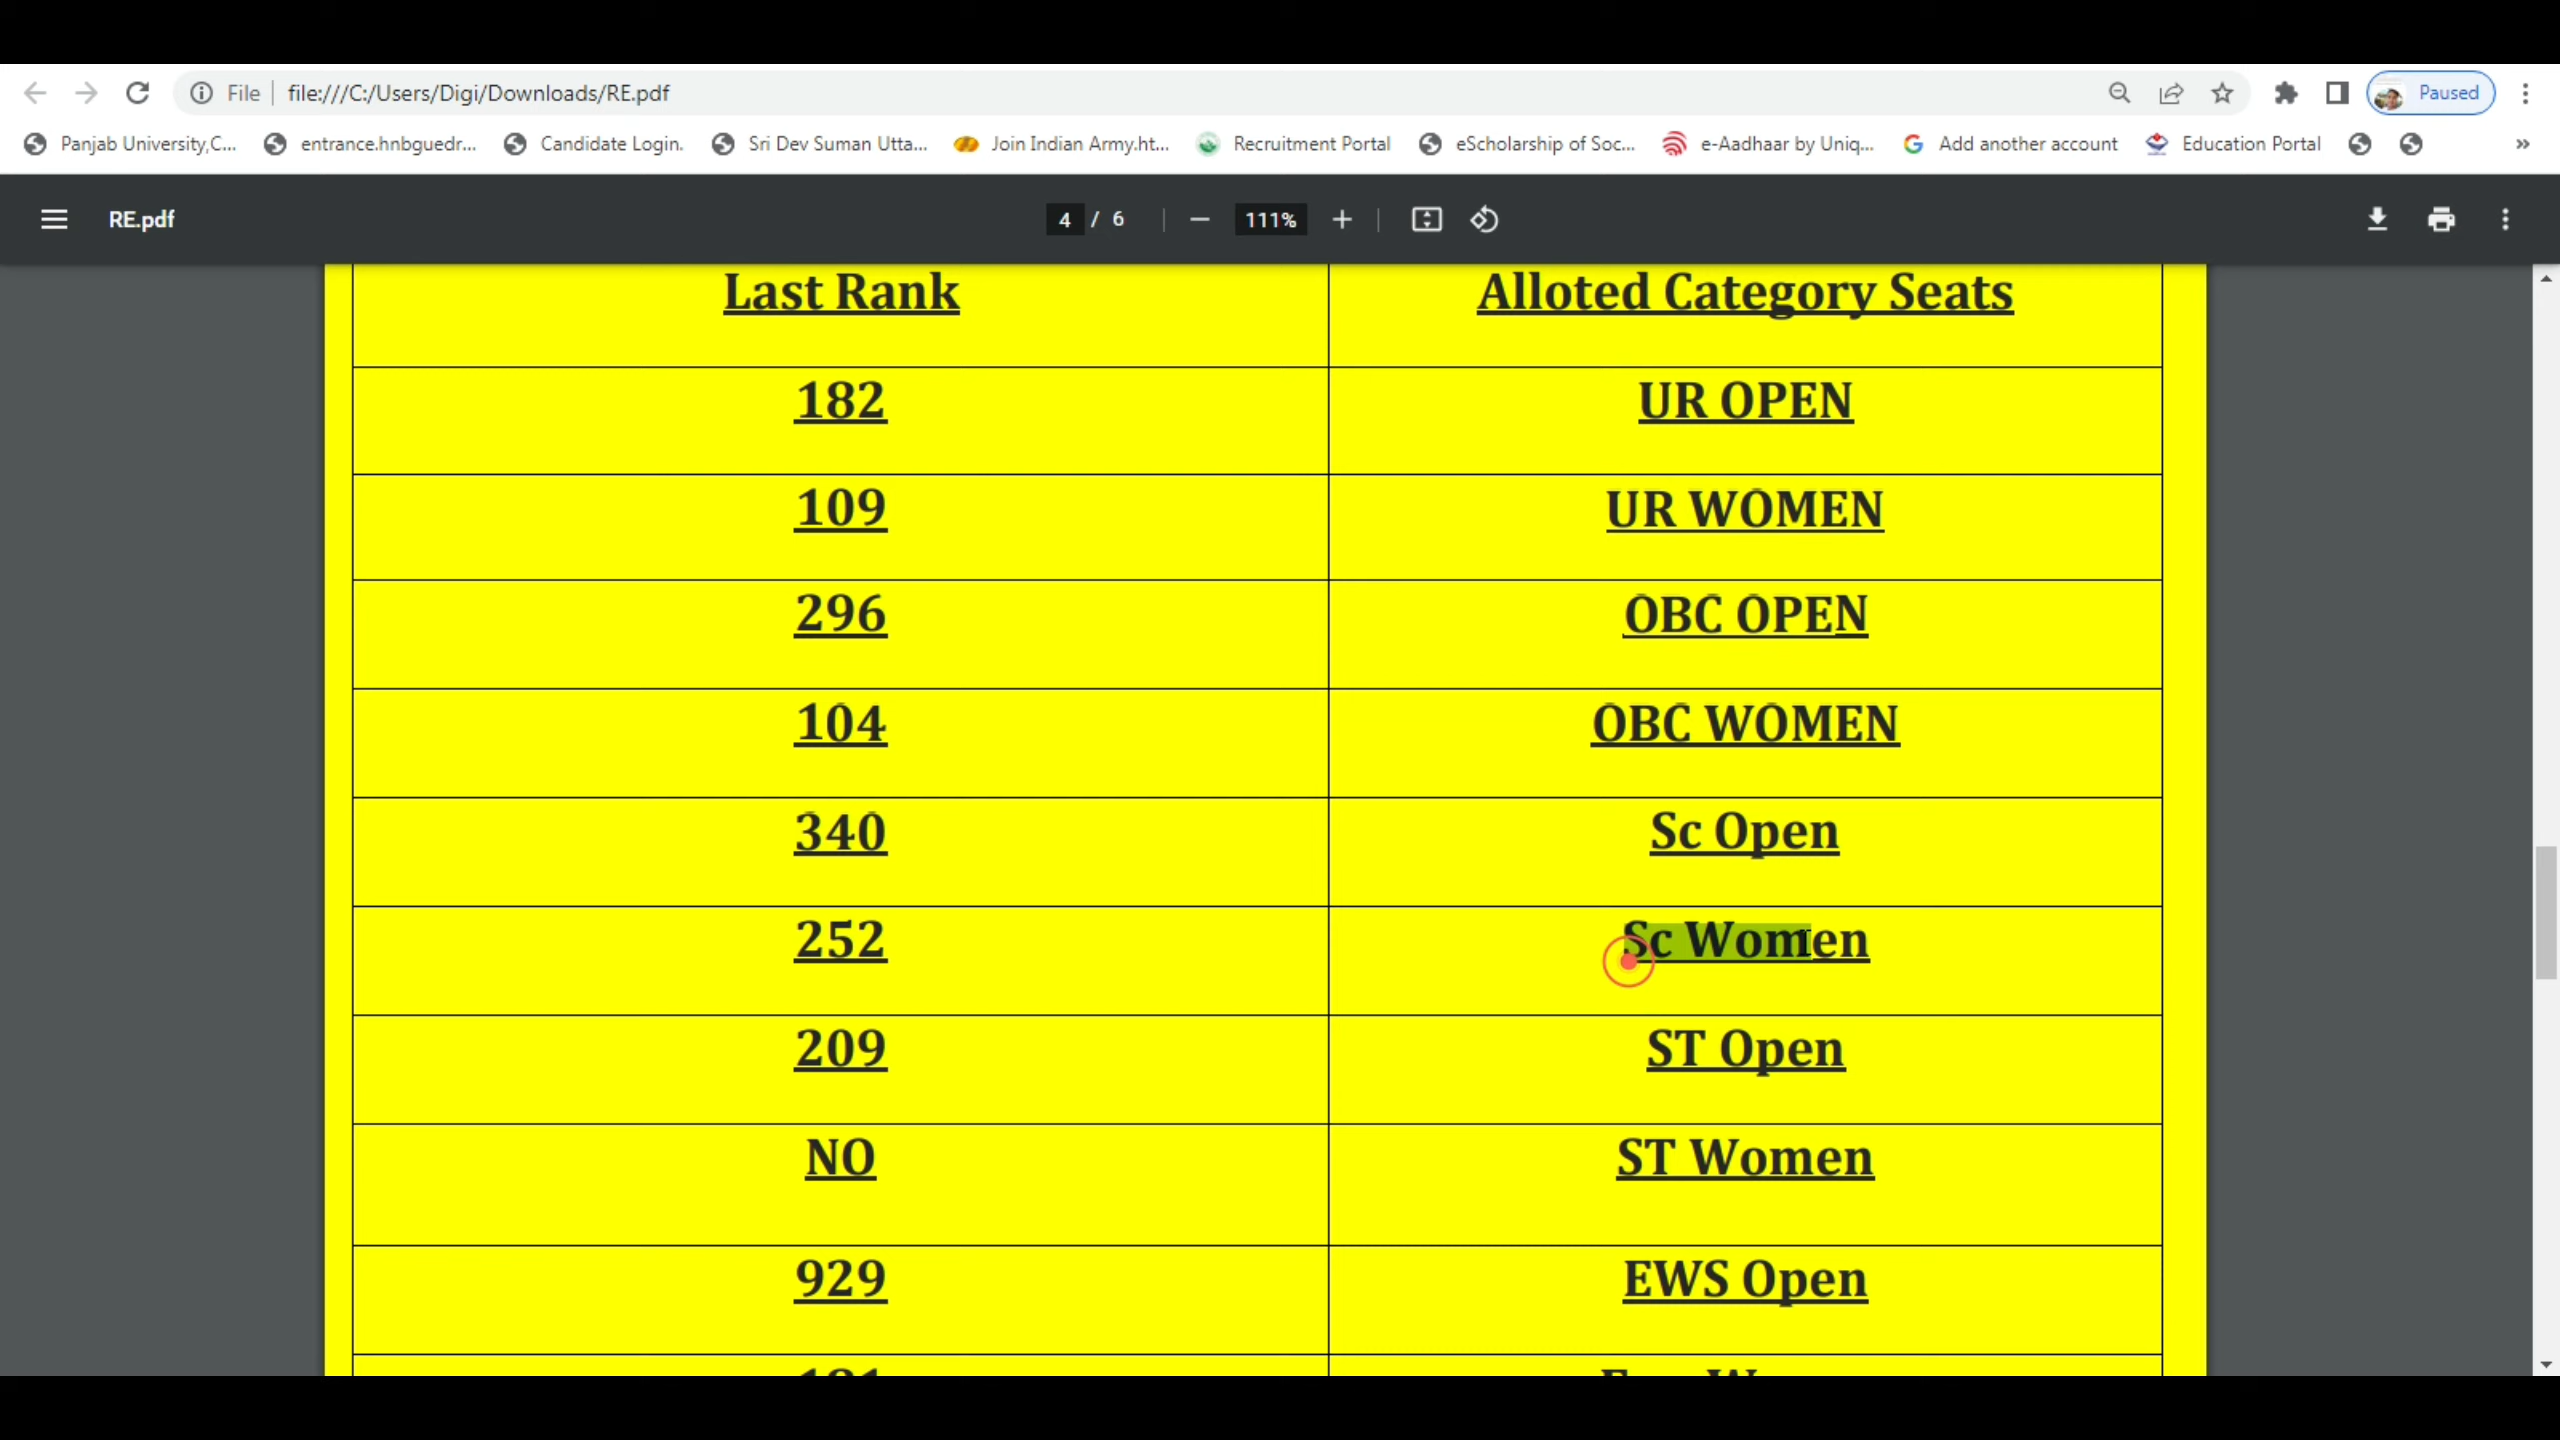 File file:///C:/Users/Digi/Downloads/RE.pdf Paused
Panjab University,C... entrance.hnbguedr... Candidate Login. Sri Dev Suman Utta... Join Indian Army.ht... Recruitment Portal eScholarship of Soc... e-Aadhaar by Uniq... Add another account Education Portal »
RE.pdf 4 / 6 111%
Last Rank Alloted Category Seats
182 UR OPEN
109 UR WOMEN
296 OBC OPEN
104 OBC WOMEN
340 Sc Open
252 Sc Women
209 ST Open
NO ST Women
929 EWS Open